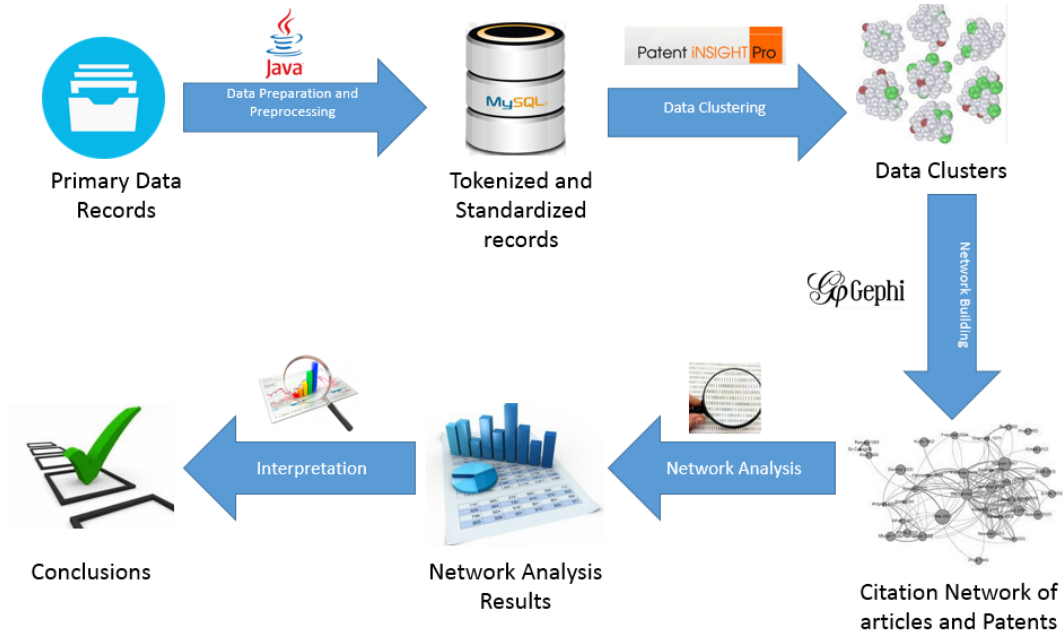 Java
Data Preparation and
Preprocessing
MySQL
Patent iNSIGHT Pro
Data Clustering
Primary Data
Records
Tokenized and
Standardized
records
Data Clusters
Network Building
Gephi
Interpretation
Network Analysis
Conclusions
Network Analysis
Results
Citation Network of
articles and Patents